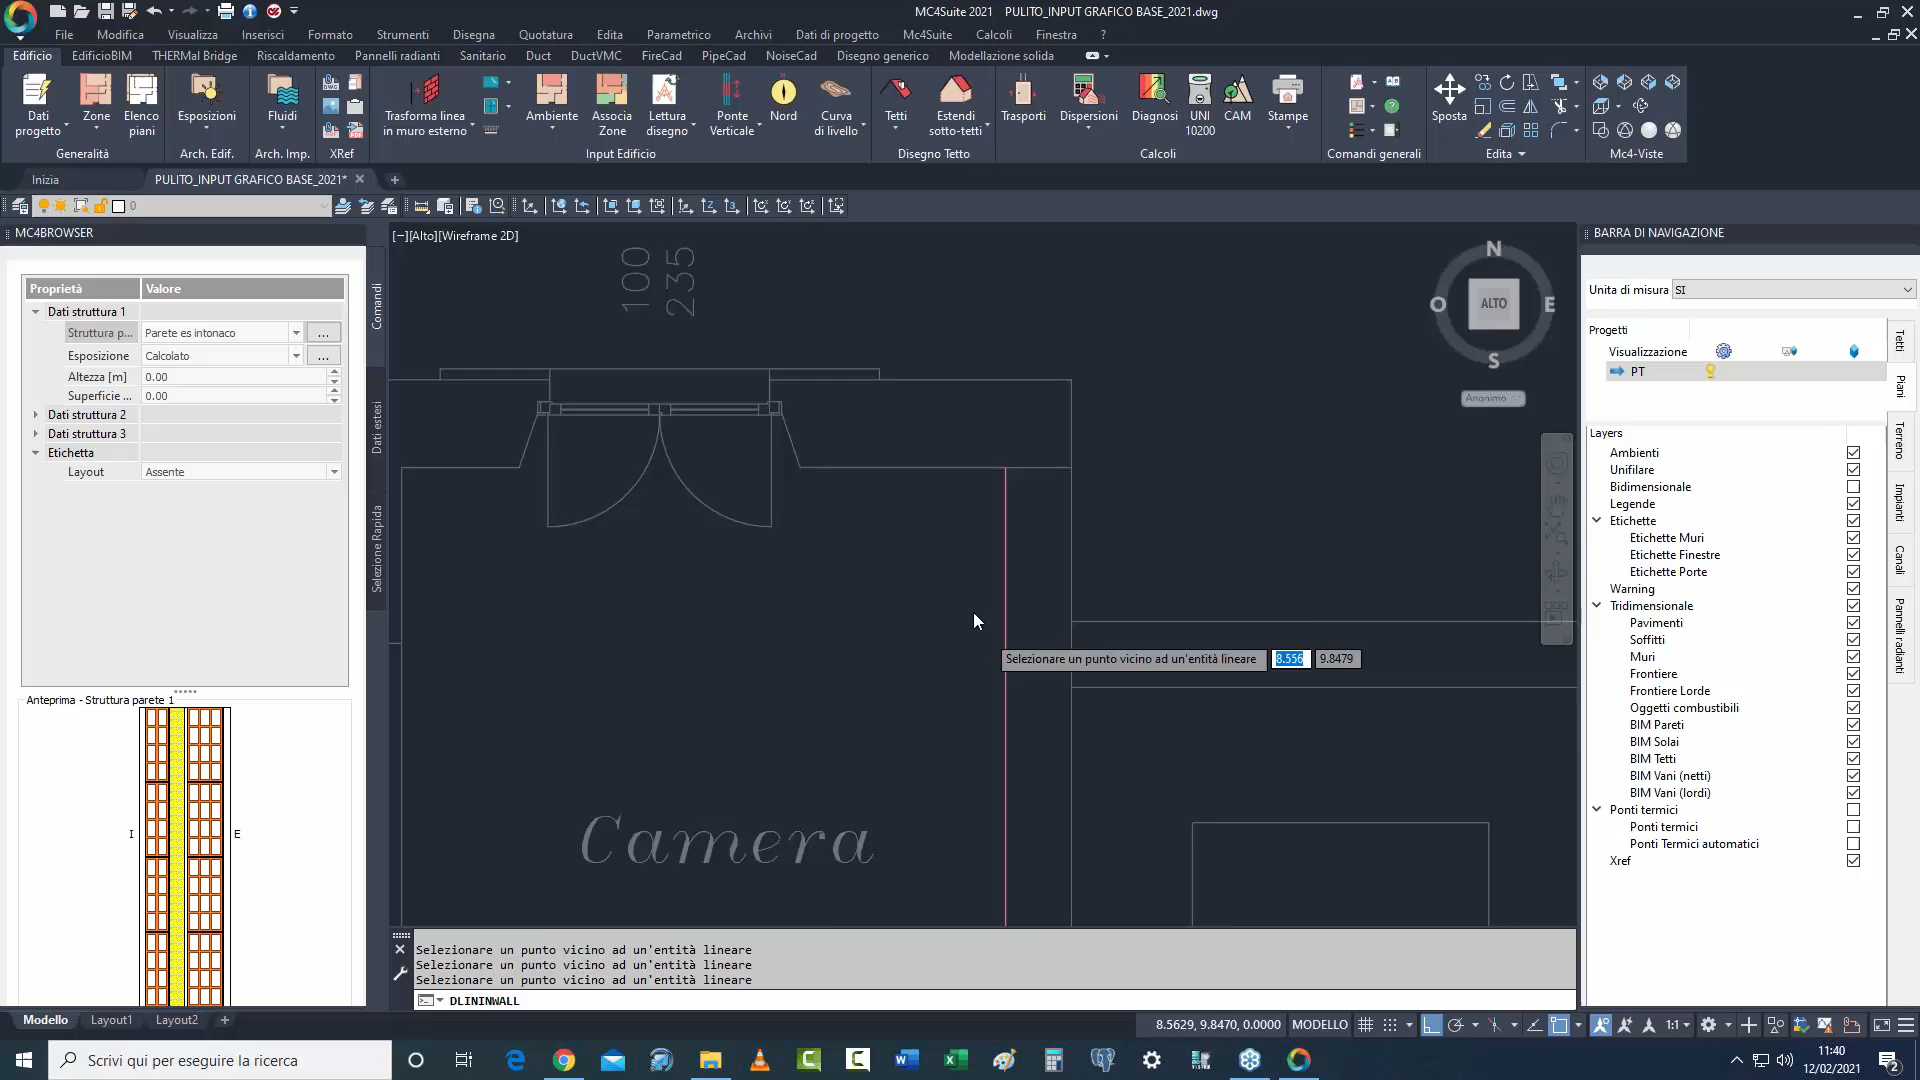 MC4Suite 2021 PULITO_INPUT GRAFICO BASE_2021.dwg
File Modifica Visualizza Inserisci Formato Strumenti Disegna Quotatura Edita Parametrico Archivi Dati di progetto Mc4Suite Calcoli Finestra ?
Edificio EdificioBIM THERMal Bridge Riscaldamento Pannelli radianti Sanitario Duct DuctVMC FireCad PipeCad NoiseCad Disegno generico Modellazione solida
Dati progetto
Zone
Elenco piani
Esposizioni
Fluidi
Trasforma linea in muro esterno
Ambiente
Associa Zone
Lettura disegno
Ponte Verticale
Nord
Curva di livello
Tetti
Estendi sotto-tetti
Trasporti
Dispersioni
Diagnosi
UNI 10200
CAM
Stampe
Sposta
Generalità Arch. Edif. Arch. Imp. XRef Input Edificio Disegno Tetto Calcoli Comandi generali Edita Mc4-Viste
Inizia PULITO_INPUT GRAFICO BASE_2021*
0
MC4BROWSER
Proprietà Valore
Dati struttura 1
Struttura p... Parete es intonaco ...
Esposizione Calcolato ...
Altezza [m] 0.00
Superficie ... 0.00
Dati struttura 2
Dati struttura 3
Etichetta
Layout Assente
Anteprima - Struttura parete 1
I E
Comandi
Dati estesi
Selezione Rapida
[−][Alto][Wireframe 2D]
100
235
N
O ALTO E
S
Anonimo
Selezionare un punto vicino ad un'entità lineare 8.556 9.8479
Camera
Selezionare un punto vicino ad un'entità lineare
Selezionare un punto vicino ad un'entità lineare
Selezionare un punto vicino ad un'entità lineare
DLININWALL
BARRA DI NAVIGAZIONE
Unita di misura SI
Progetti
Visualizzazione
PT
Layers
Ambienti
Unifilare
Bidimensionale
Legende
Etichette
Etichette Muri
Etichette Finestre
Etichette Porte
Warning
Tridimensionale
Pavimenti
Soffitti
Muri
Frontiere
Frontiere Lorde
Oggetti combustibili
BIM Pareti
BIM Solai
BIM Tetti
BIM Vani (netti)
BIM Vani (lordi)
Ponti termici
Ponti termici
Ponti Termici automatici
Xref
Tetti
Piani
Terreno
Impianti
Canali
Pannelli radianti
Modello Layout1 Layout2 +
8.5629, 9.8470, 0.0000 MODELLO 1:1
Scrivi qui per eseguire la ricerca
11:40
12/02/2021
2